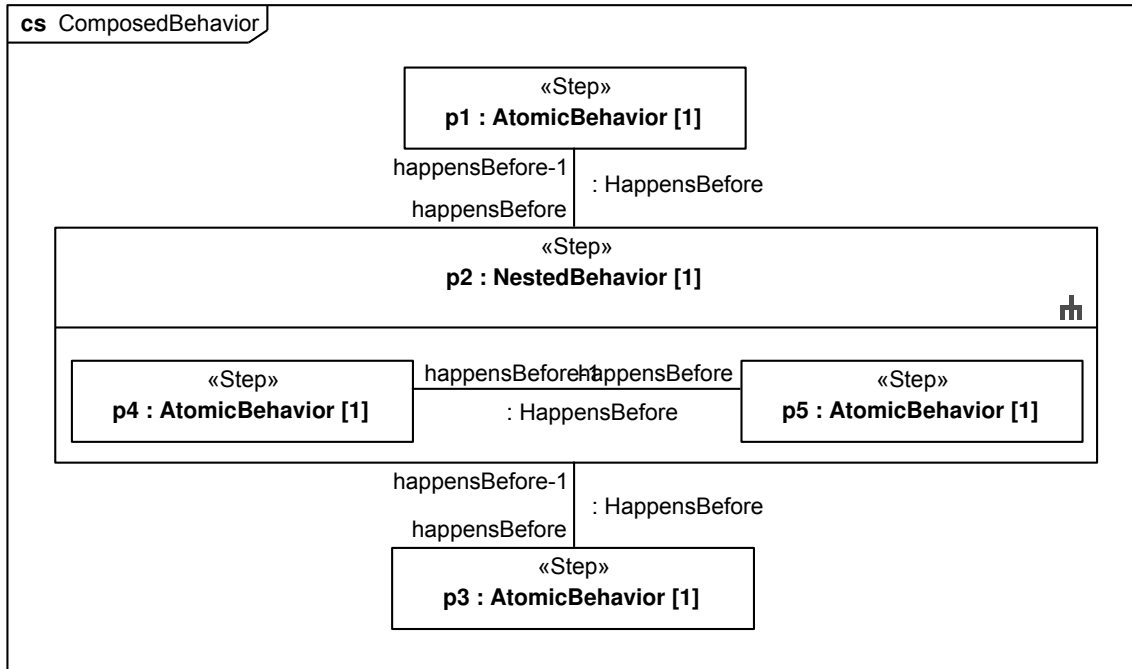 cs ComposedBehavior
«Step»
p1 : AtomicBehavior [1]
happensBefore-1
: HappensBefore
happensBefore
«Step»
p2 : NestedBehavior [1]
«Step»
p4 : AtomicBehavior [1]
happensBefore-1
happensBefore
: HappensBefore
«Step»
p5 : AtomicBehavior [1]
happensBefore-1
: HappensBefore
happensBefore
«Step»
p3 : AtomicBehavior [1]